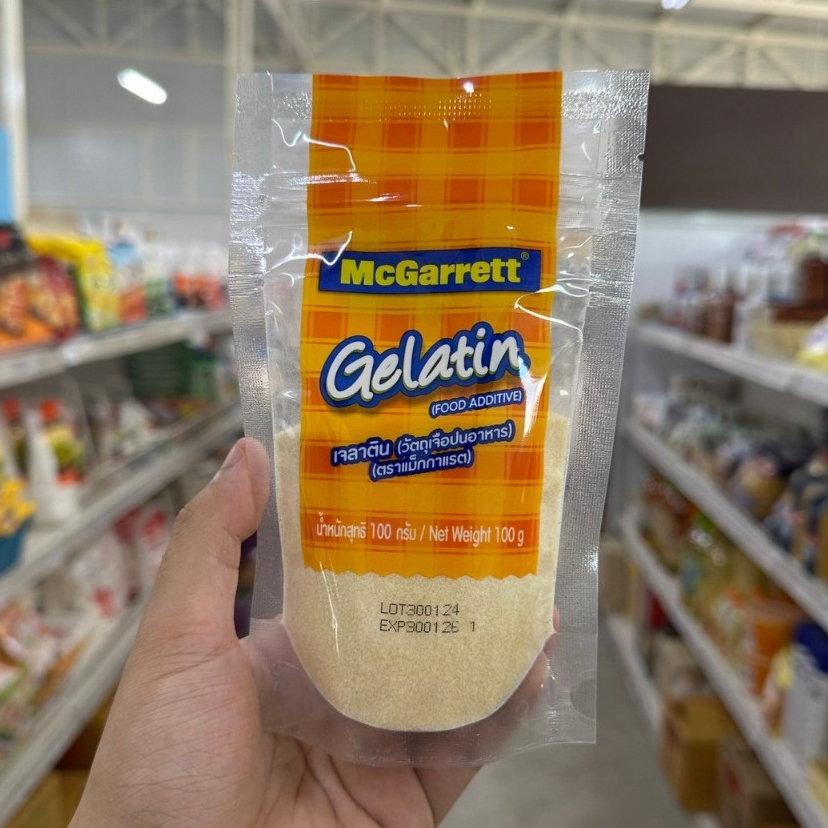 McGarrett®
Gelatin
(FOOD ADDITIVE)
เจลาติน (วัตถุเจือปนอาหาร)
(ตราแม็กกาแรต)
น้ำหนักสุทธิ 100 กรัม / Net Weight 100 g
LOT300124
EXP300126 1